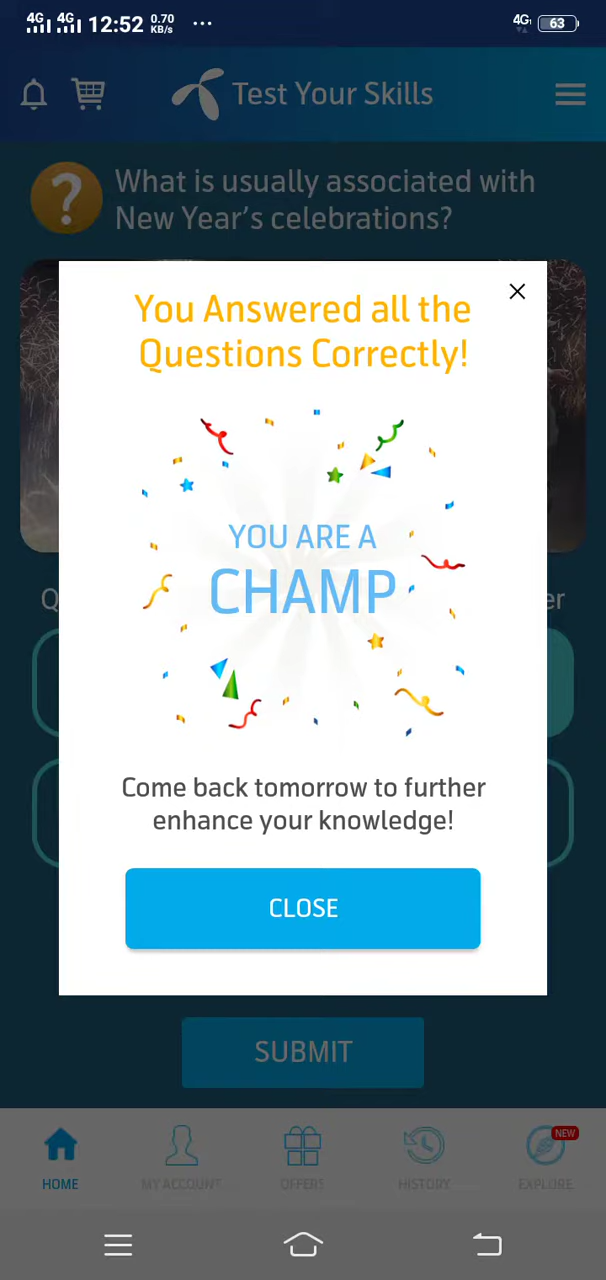 4G 4G 12:52 0.70 KB/s ... 4G 63
Test Your Skills
What is usually associated with
New Year's celebrations?
You Answered all the
Questions Correctly!
YOU ARE A
CHAMP
Come back tomorrow to further
enhance your knowledge!
CLOSE
SUBMIT
NEW
HOME MY ACCOUNT OFFERS HISTORY EXPLORE